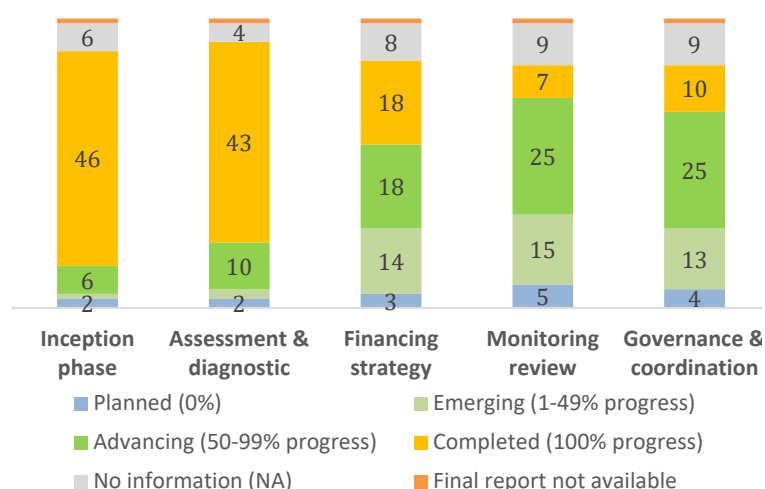 6 4 8 9 9
46 43 18 7 10
6 10 18 25 25
14 15 13
2 2 3 5 4
Inception phase
Assessment & diagnostic
Financing strategy
Monitoring review
Governance & coordination
Planned (0%)
Emerging (1-49% progress)
Advancing (50-99% progress)
Completed (100% progress)
No information (NA)
Final report not available